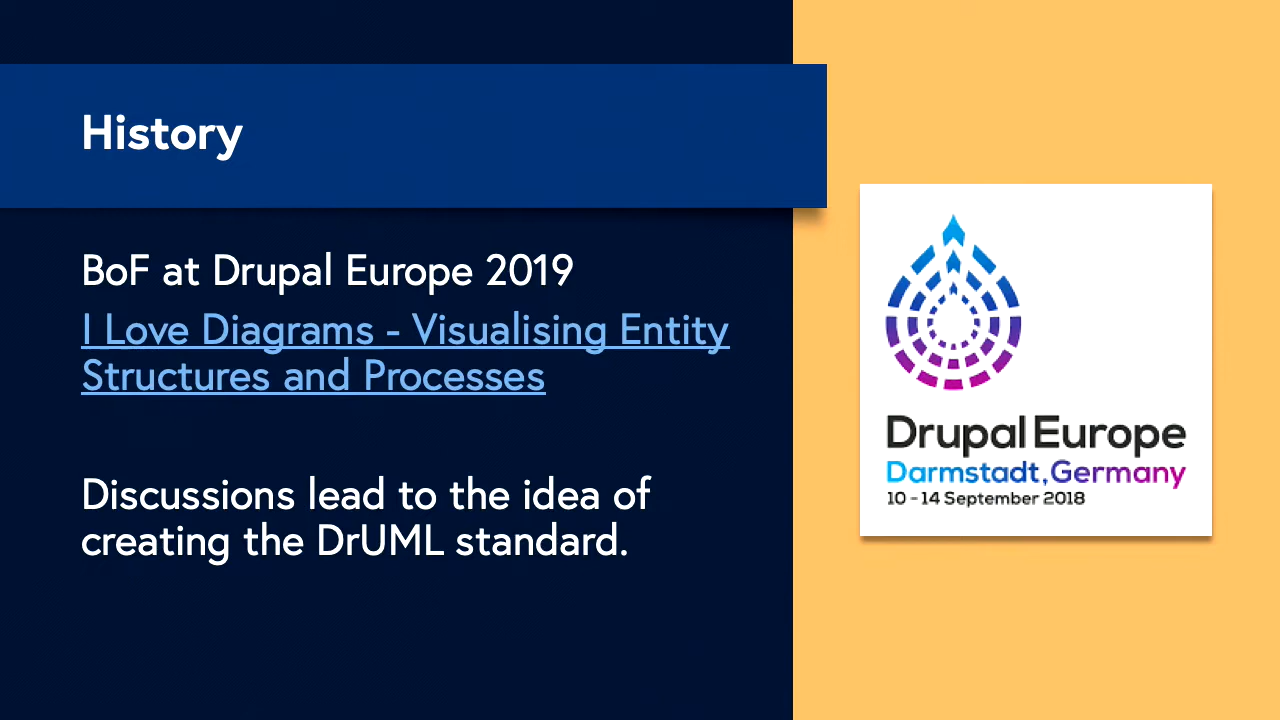 History
BoF at Drupal Europe 2019
I Love Diagrams - Visualising Entity
Structures and Processes
Discussions lead to the idea of
creating the DrUML standard.
Drupal Europe
Darmstadt, Germany
10 - 14 September 2018